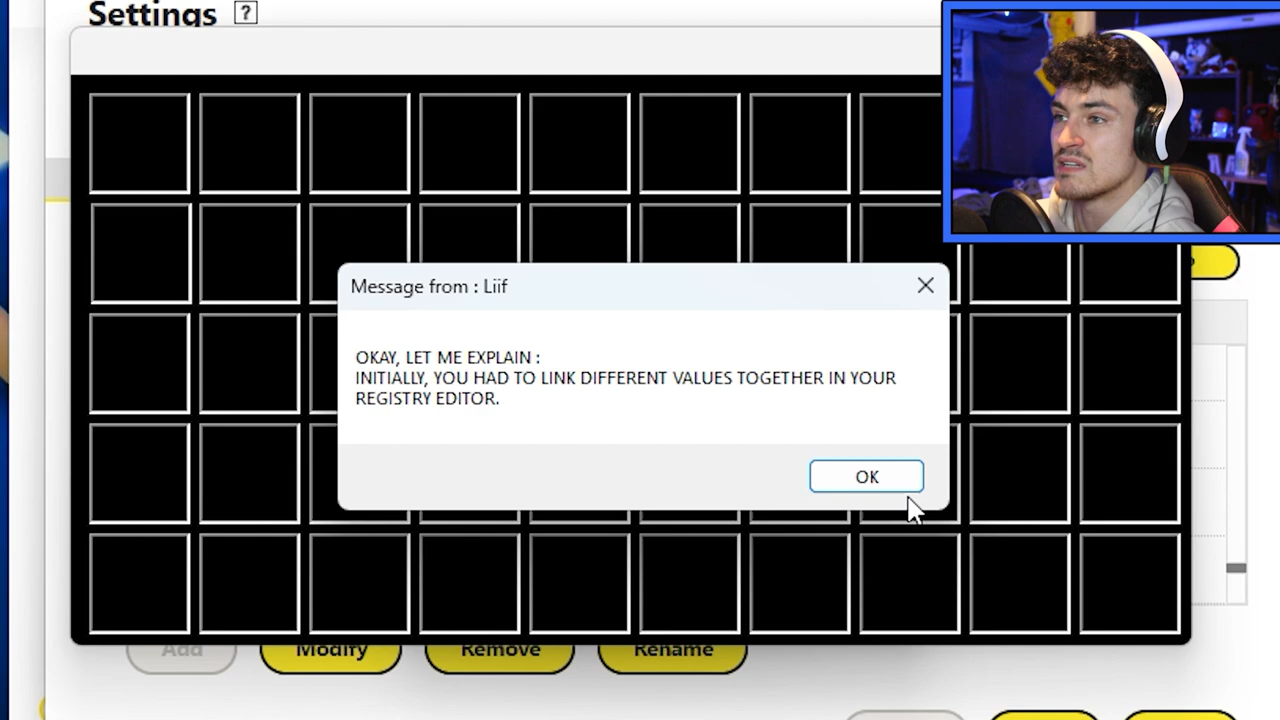 Settings ?
Message from : Liif
OKAY, LET ME EXPLAIN :
INITIALLY, YOU HAD TO LINK DIFFERENT VALUES TOGETHER IN YOUR
REGISTRY EDITOR.
OK
Add Modify Remove Rename